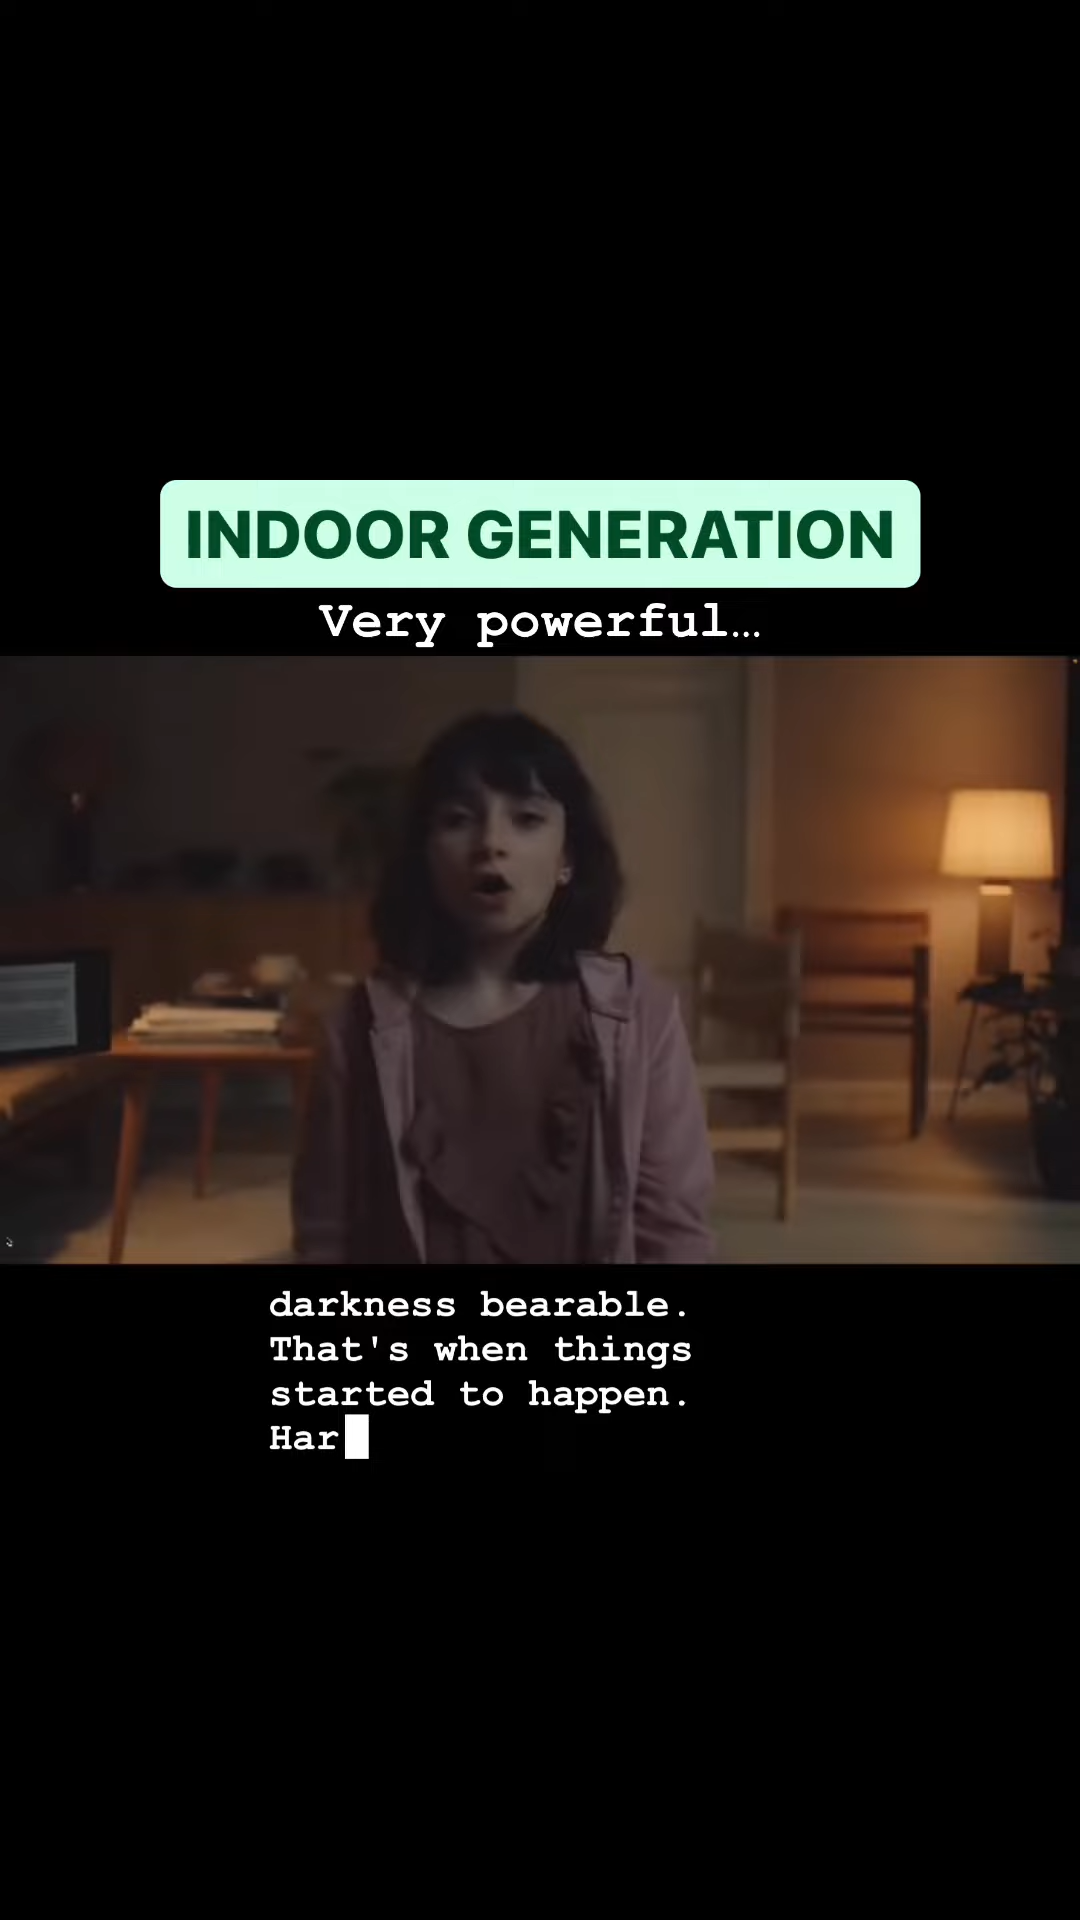 INDOOR GENERATION
Very powerful…
darkness bearable.
That's when things
started to happen.
Har